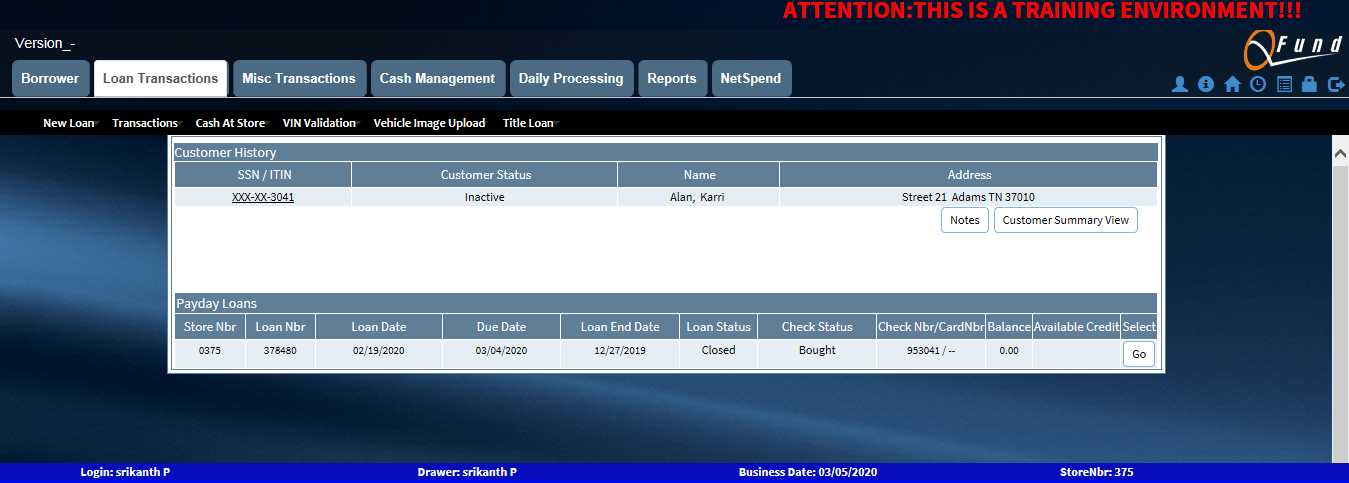 ATTENTION:THIS IS A TRAINING ENVIRONMENT!!!
Version_-
QFund
Borrower Loan Transactions Misc Transactions Cash Management Daily Processing Reports NetSpend
New Loan Transactions Cash At Store VIN Validation Vehicle Image Upload Title Loan
Customer History
SSN / ITIN Customer Status Name Address
XXX-XX-3041 Inactive Alan, Karri Street 21 Adams TN 37010
Notes Customer Summary View
Payday Loans
Store Nbr Loan Nbr Loan Date Due Date Loan End Date Loan Status Check Status Check Nbr/CardNbr Balance Available Credit Select
0375 378480 02/19/2020 03/04/2020 12/27/2019 Closed Bought 953041 / -- 0.00 Go
Login: srikanth P Drawer: srikanth P Business Date: 03/05/2020 StoreNbr: 375